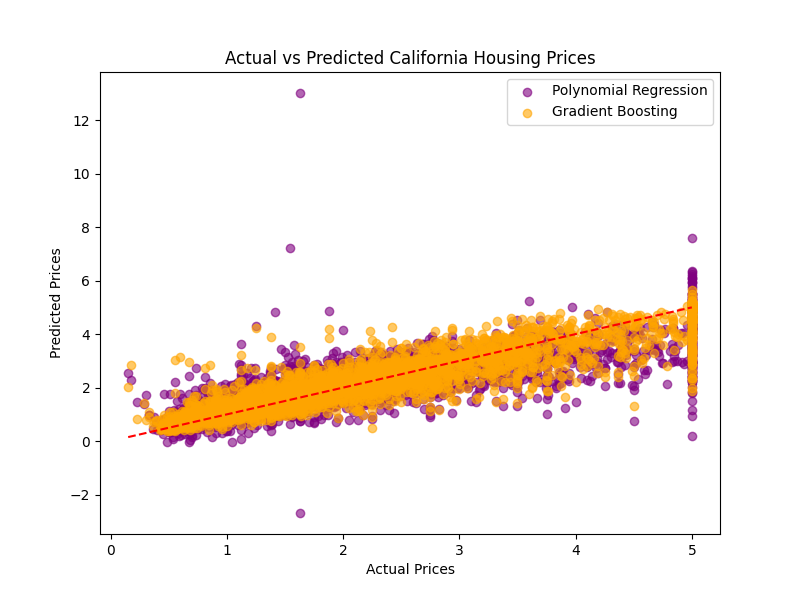 Actual vs Predicted California Housing Prices
Polynomial Regression
Gradient Boosting
12
10
8
6
4
2
0
−2
Predicted Prices
0 1 2 3 4 5
Actual Prices